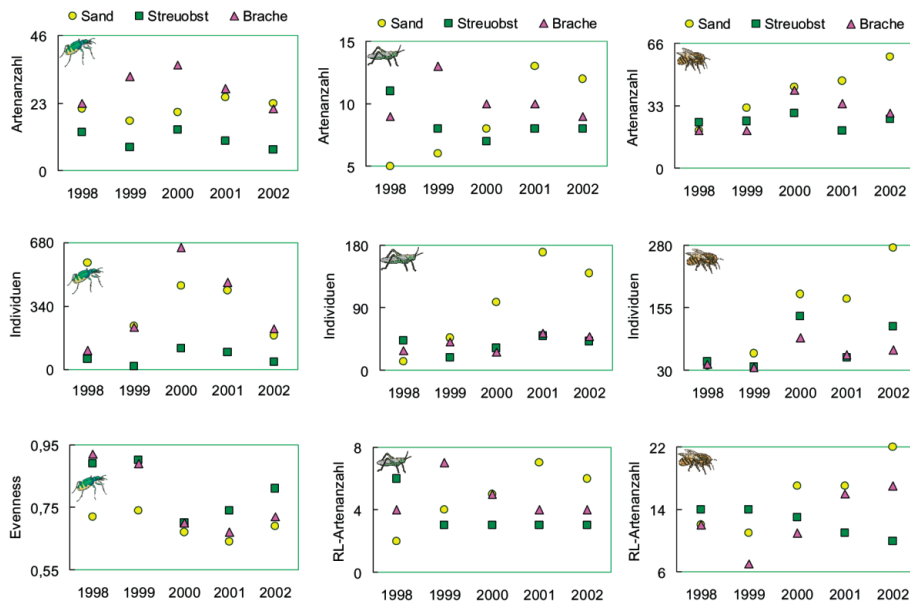 Sand Streuobst Brache
Artenanzahl
46
23
0
1998 1999 2000 2001 2002
Artenanzahl
15
10
5
1998 1999 2000 2001 2002
Sand Streuobst Brache
Artenanzahl
66
33
0
1998 1999 2000 2001 2002
Sand Streuobst Brache
Individuen
680
340
0
1998 1999 2000 2001 2002
Individuen
180
90
0
1998 1999 2000 2001 2002
Individuen
280
155
30
1998 1999 2000 2001 2002
Evenness
0,95
0,75
0,55
1998 1999 2000 2001 2002
RL-Artenanzahl
8
4
0
1998 1999 2000 2001 2002
RL-Artenanzahl
22
14
6
1998 1999 2000 2001 2002